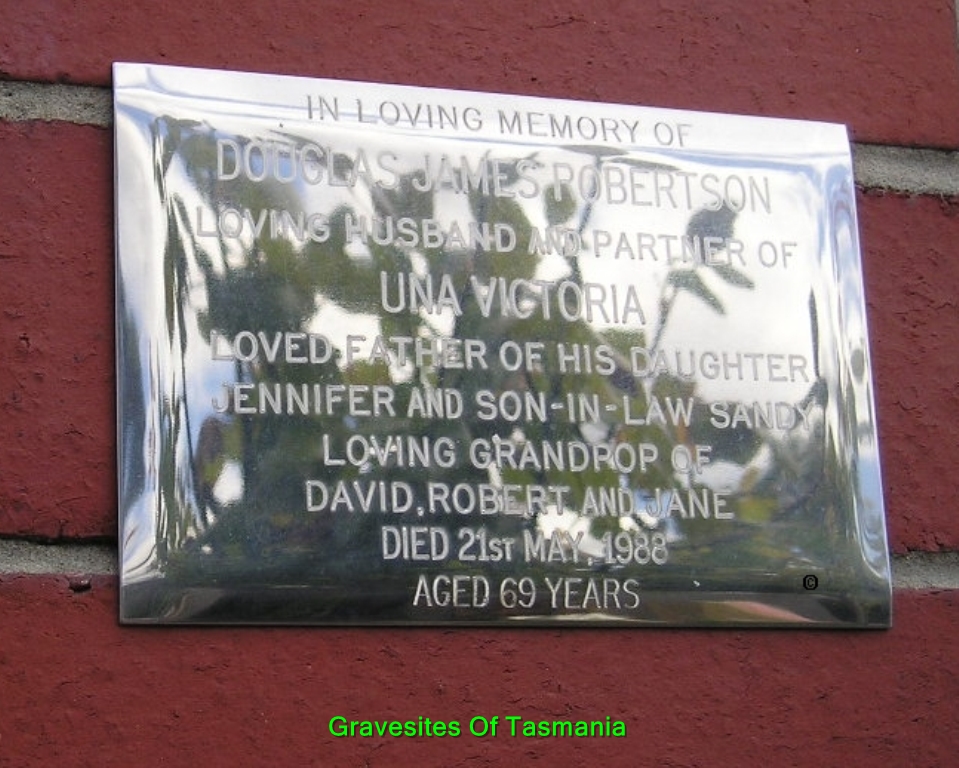 IN LOVING MEMORY OF
DOUGLAS JAMES ROBERTSON
LOVING HUSBAND AND PARTNER OF
UNA VICTORIA
LOVED FATHER OF HIS DAUGHTER
JENNIFER AND SON-IN-LAW SANDY
LOVING GRANDPOP OF
DAVID, ROBERT AND JANE
DIED 21ST MAY, 1988
AGED 69 YEARS
©
Gravesites Of Tasmania